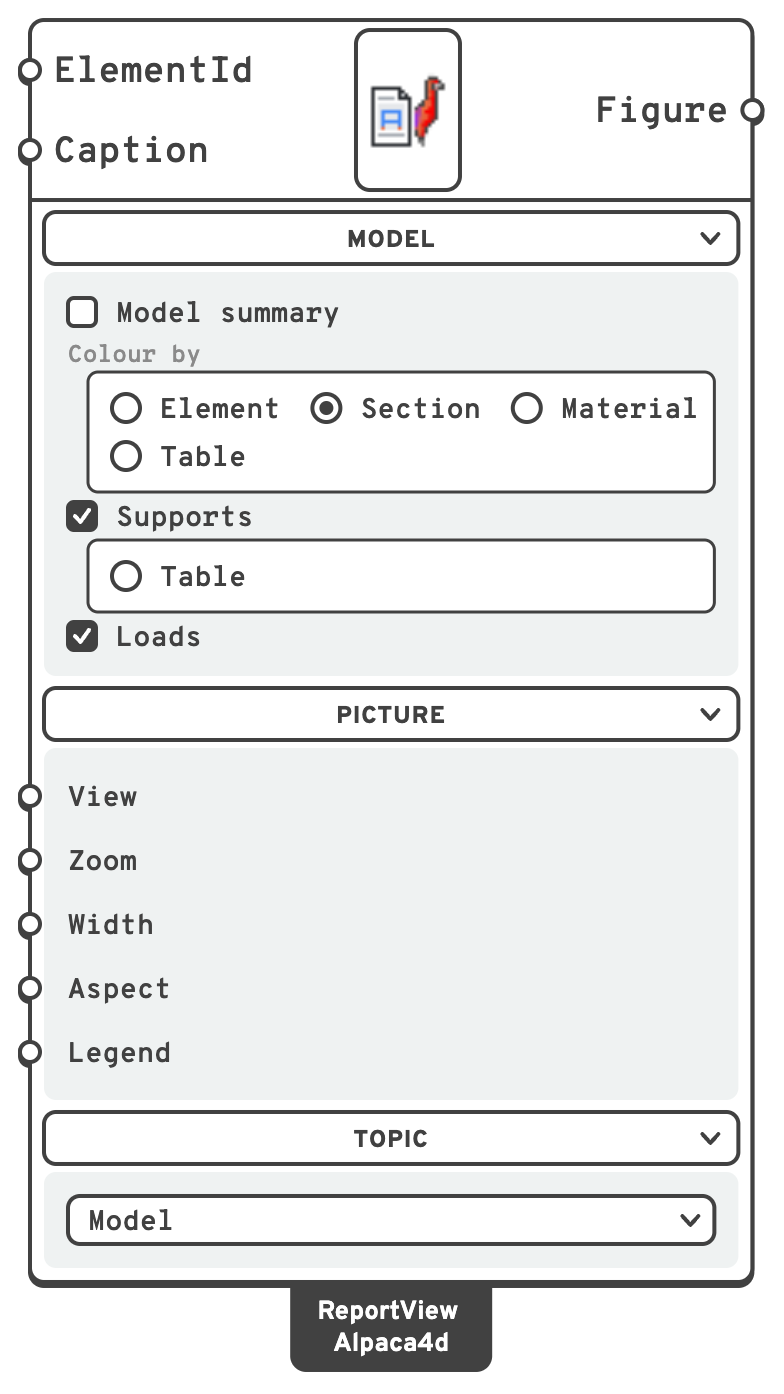 ElementId
Caption
Figure
MODEL
Model summary
Colour by
Element Section Material
Table
Supports
Table
Loads
PICTURE
View
Zoom
Width
Aspect
Legend
TOPIC
Model
ReportView
Alpaca4d